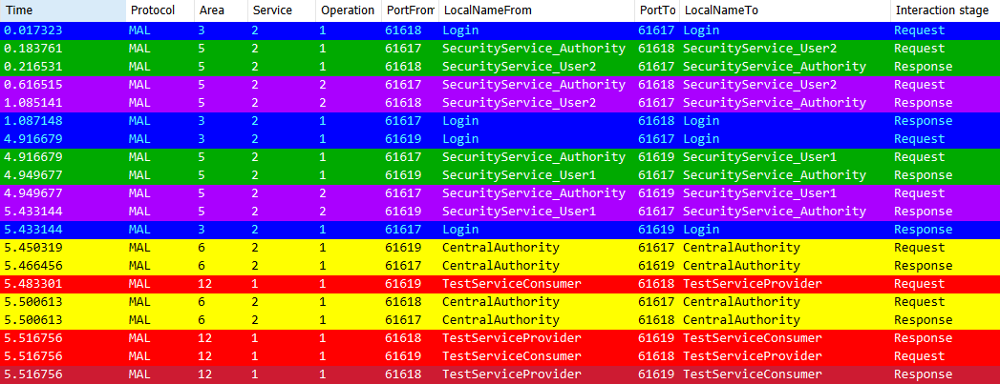 Time Protocol Area Service Operation PortFrom LocalNameFrom PortTo LocalNameTo Interaction stage
0.017323 MAL 3 2 1 61618 Login 61617 Login Request
0.183761 MAL 5 2 1 61617 SecurityService_Authority 61618 SecurityService_User2 Request
0.216531 MAL 5 2 1 61618 SecurityService_User2 61617 SecurityService_Authority Response
0.616515 MAL 5 2 2 61617 SecurityService_Authority 61618 SecurityService_User2 Request
1.085141 MAL 5 2 2 61618 SecurityService_User2 61617 SecurityService_Authority Response
1.087148 MAL 3 2 1 61617 Login 61618 Login Response
4.916679 MAL 3 2 1 61619 Login 61617 Login Request
4.916679 MAL 5 2 1 61617 SecurityService_Authority 61619 SecurityService_User1 Request
4.949677 MAL 5 2 1 61619 SecurityService_User1 61617 SecurityService_Authority Response
4.949677 MAL 5 2 2 61617 SecurityService_Authority 61619 SecurityService_User1 Request
5.433144 MAL 5 2 2 61619 SecurityService_User1 61617 SecurityService_Authority Response
5.433144 MAL 3 2 1 61617 Login 61619 Login Response
5.450319 MAL 6 2 1 61619 CentralAuthority 61617 CentralAuthority Request
5.466456 MAL 6 2 1 61617 CentralAuthority 61619 CentralAuthority Response
5.483301 MAL 12 1 1 61619 TestServiceConsumer 61618 TestServiceProvider Request
5.500613 MAL 6 2 1 61618 CentralAuthority 61617 CentralAuthority Request
5.500613 MAL 6 2 1 61617 CentralAuthority 61618 CentralAuthority Response
5.516756 MAL 12 1 1 61618 TestServiceProvider 61619 TestServiceConsumer Response
5.516756 MAL 12 1 1 61619 TestServiceConsumer 61618 TestServiceProvider Request
5.516756 MAL 12 1 1 61618 TestServiceProvider 61619 TestServiceConsumer Response